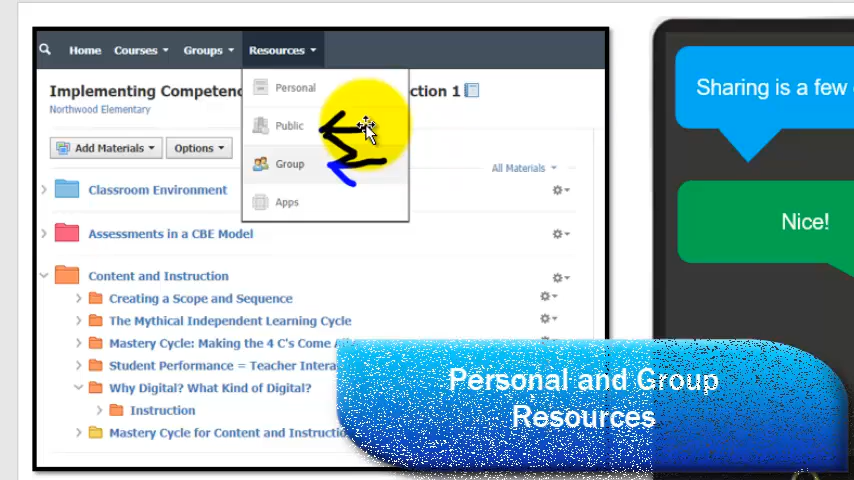 Home Courses Groups Resources
Implementing Competenc ction 1
Northwood Elementary
Personal
Public
Group
Apps
Add Materials Options
All Materials
Classroom Environment
Assessments in a CBE Model
Content and Instruction
Creating a Scope and Sequence
The Mythical Independent Learning Cycle
Mastery Cycle: Making the 4 C's Come
Student Performance = Teacher Intera
Why Digital? What Kind of Digital?
Instruction
Mastery Cycle for Content and Instructio
Personal and Group
Resources
Sharing is a few
Nice!